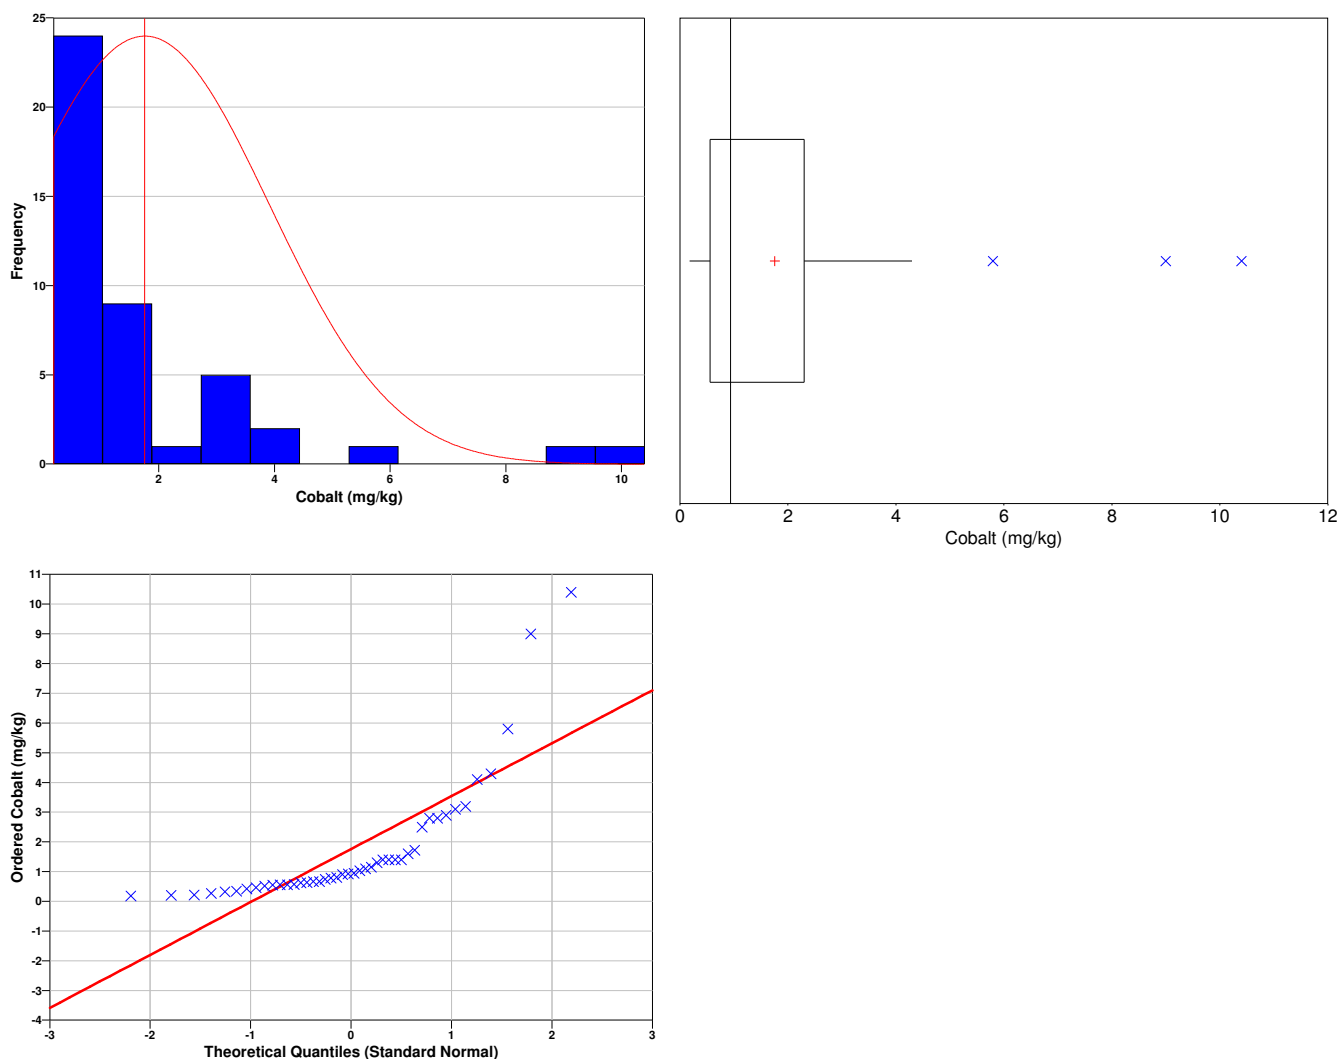 25
20
15
10
5
0
Frequency
2 4 6 8 10
Cobalt (mg/kg)
0 2 4 6 8 10 12
Cobalt (mg/kg)
11
10
9
8
7
6
5
4
3
2
1
0
-1
-2
-3
-4
Ordered Cobalt (mg/kg)
-3 -2 -1 0 1 2 3
Theoretical Quantiles (Standard Normal)